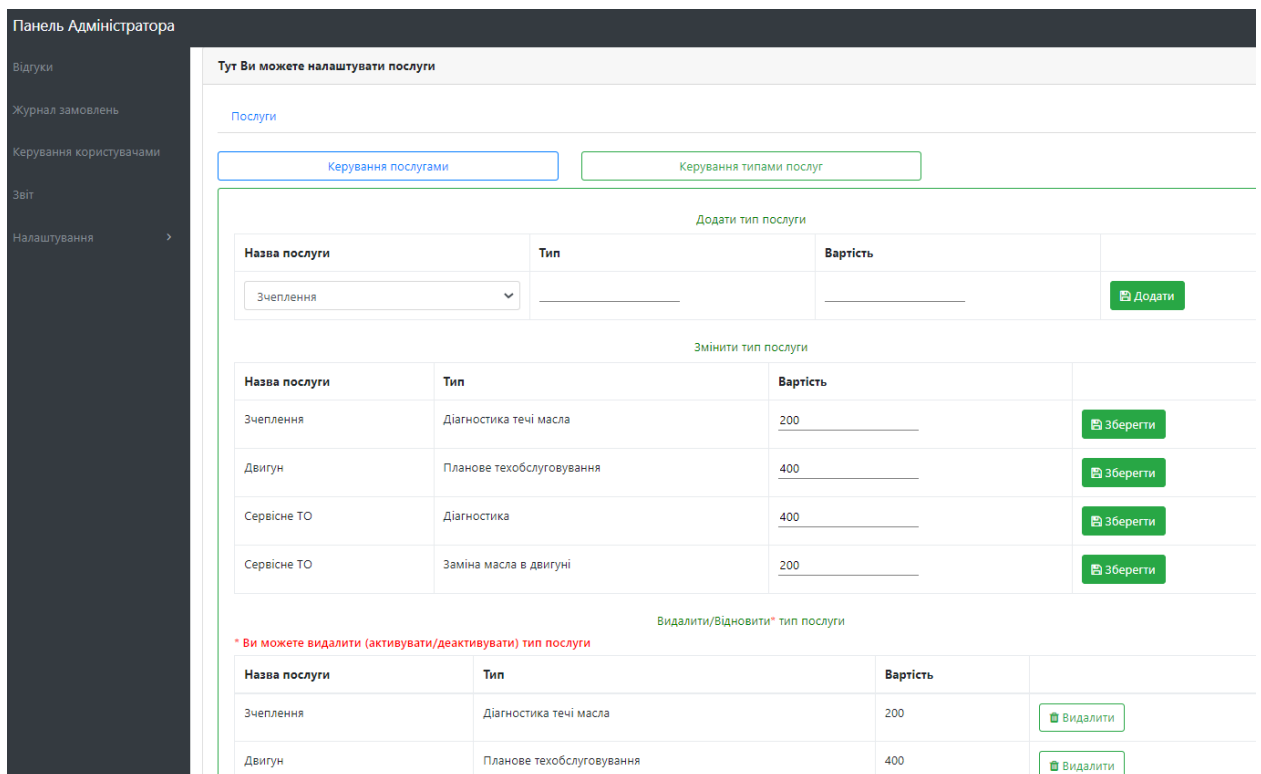 Панель Адміністратора
Відгуки
Журнал замовлень
Керування користувачами
Звіт
Налаштування
Тут Ви можете налаштувати послуги
Послуги
Керування послугами Керування типами послуг
Додати тип послуги
Назва послуги Тип Вартість
Зчеплення Додати
Змінити тип послуги
Назва послуги Тип Вартість
Зчеплення Діагностика течі масла 200 Зберегти
Двигун Планове техобслуговування 400 Зберегти
Сервісне ТО Діагностика 400 Зберегти
Сервісне ТО Заміна масла в двигуні 200 Зберегти
Видалити/Відновити* тип послуги
* Ви можете видалити (активувати/деактивувати) тип послуги
Назва послуги Тип Вартість
Зчеплення Діагностика течі масла 200 Видалити
Двигун Планове техобслуговування 400 Видалити